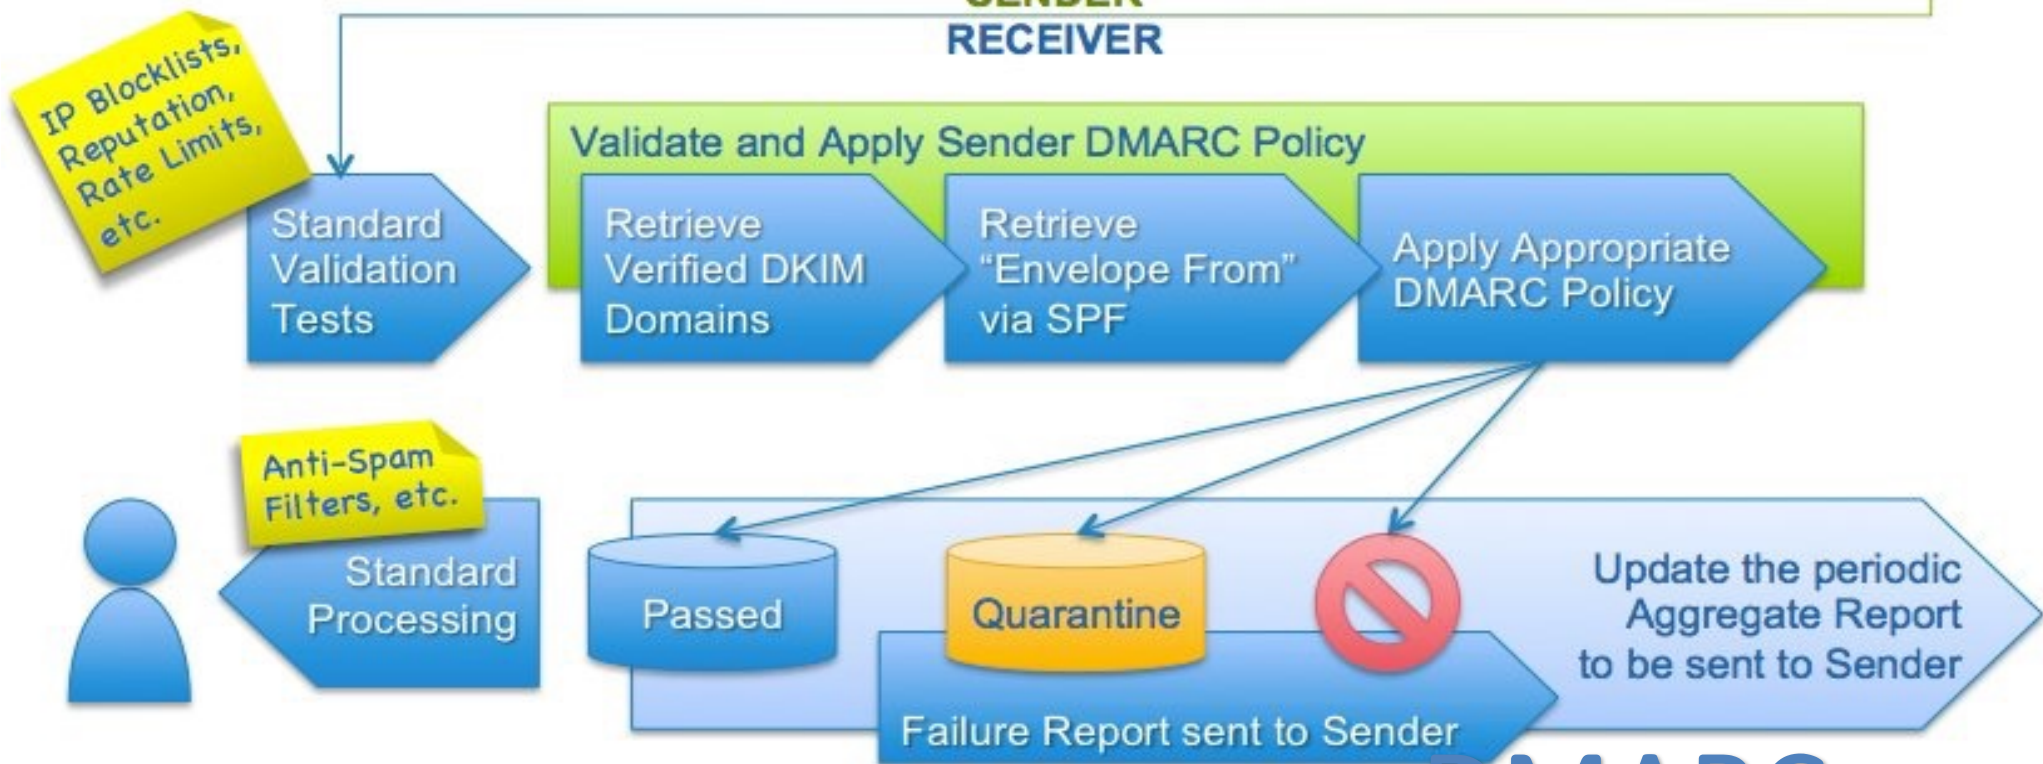 SENDER
RECEIVER
IP Blocklists,
Reputation,
Rate Limits,
etc.
Validate and Apply Sender DMARC Policy
Standard
Validation
Tests
Retrieve
Verified DKIM
Domains
Retrieve
“Envelope From”
via SPF
Apply Appropriate
DMARC Policy
Anti-Spam
Filters, etc.
Standard
Processing
Passed
Quarantine
Update the periodic
Aggregate Report
to be sent to Sender
Failure Report sent to Sender
DMARC